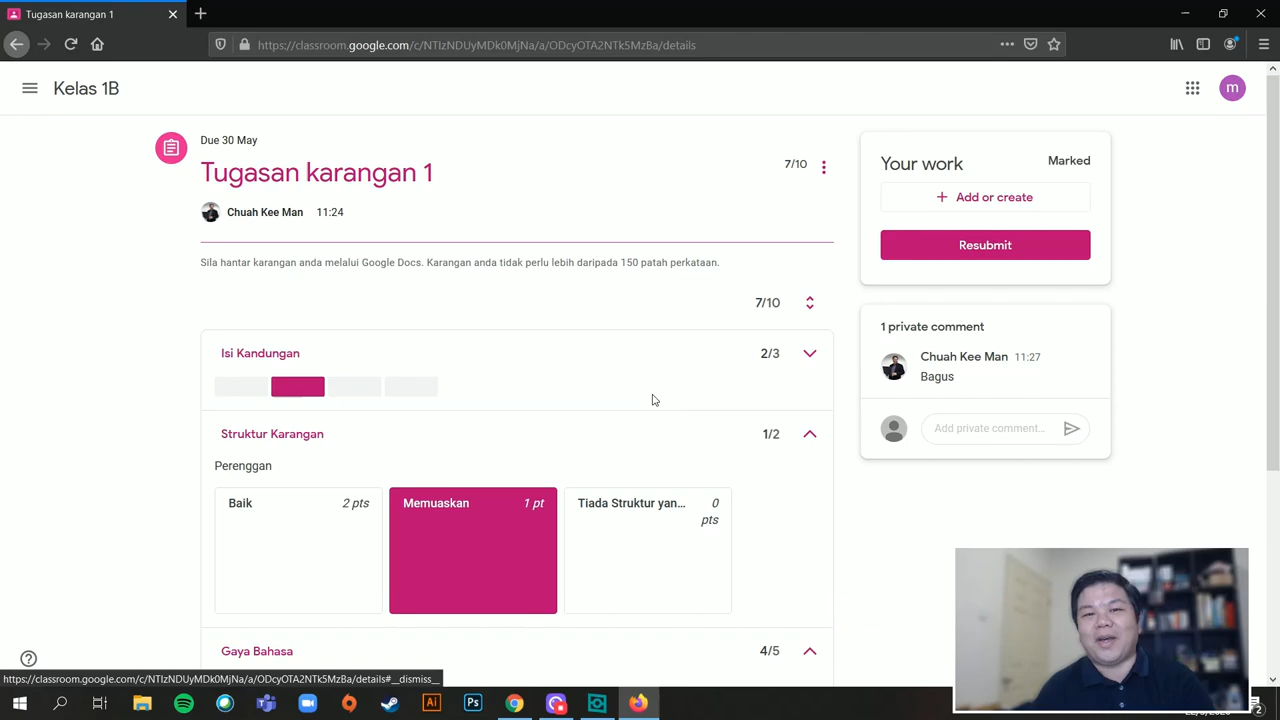 Tugasan karangan 1
https://classroom.google.com/c/NTIzNDUyMDk0MjNa/a/ODcyOTA2NTk5MzBa/details
Kelas 1B
m
Due 30 May
Tugasan karangan 1
7/10
Chuah Kee Man 11:24
Sila hantar karangan anda melalui Google Docs. Karangan anda tidak perlu lebih daripada 150 patah perkataan.
7/10
Isi Kandungan 2/3
Struktur Karangan 1/2
Perenggan
Baik 2 pts
Memuaskan 1 pt
Tiada Struktur yan... 0 pts
Gaya Bahasa 4/5
Your work Marked
+ Add or create
Resubmit
1 private comment
Chuah Kee Man 11:27
Bagus
Add private comment...
https://classroom.google.com/c/NTIzNDUyMDk0MjNa/a/ODcyOTA2NTk5MzBa/details#__dismiss__
Ai
Ps
2